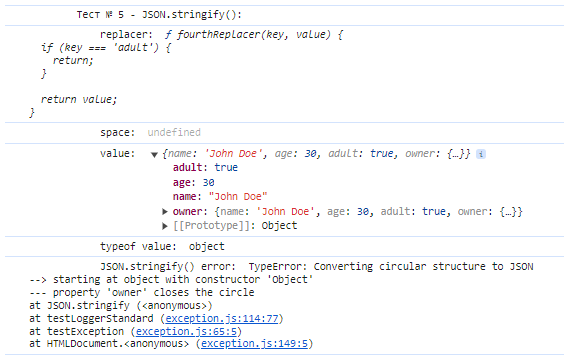 Тест № 5 - JSON.stringify():
replacer: ƒ fourthReplacer(key, value) {
if (key === 'adult') {
return;
}
return value;
}
space: undefined
value: ▼ {name: 'John Doe', age: 30, adult: true, owner: {…}} i
adult: true
age: 30
name: "John Doe"
▶ owner: {name: 'John Doe', age: 30, adult: true, owner: {…}}
▶ [[Prototype]]: Object
typeof value: object
JSON.stringify() error: TypeError: Converting circular structure to JSON
--> starting at object with constructor 'Object'
--- property 'owner' closes the circle
at JSON.stringify (<anonymous>)
at testLoggerStandard (exception.js:114:77)
at testException (exception.js:65:5)
at HTMLDocument.<anonymous> (exception.js:149:5)